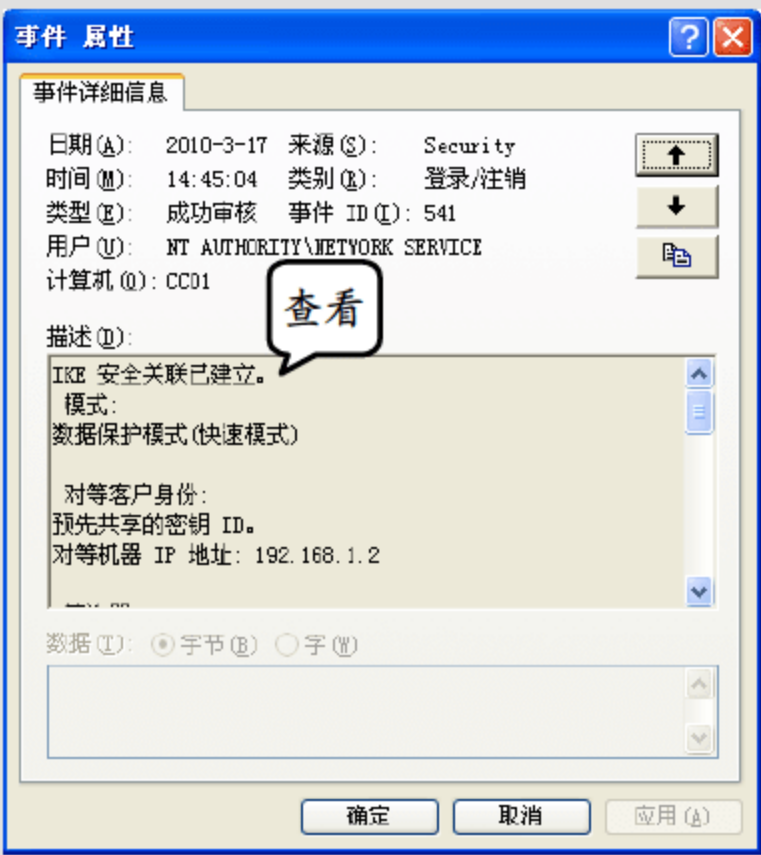 事件 属性
事件详细信息
日期(A): 2010-3-17 来源(S): Security
时间(M): 14:45:04 类别(R): 登录/注销
类型(E): 成功审核 事件 ID(I): 541
用户(U): NT AUTHORITY\NETWORK SERVICE
计算机(O): CC01
查看
描述(D):
IKE 安全关联已建立。
模式:
数据保护模式(快速模式)
对等客户身份:
预先共享的密钥 ID。
对等机器 IP 地址: 192.168.1.2
数据(T): 字节(B) 字(W)
确定 取消 应用(A)